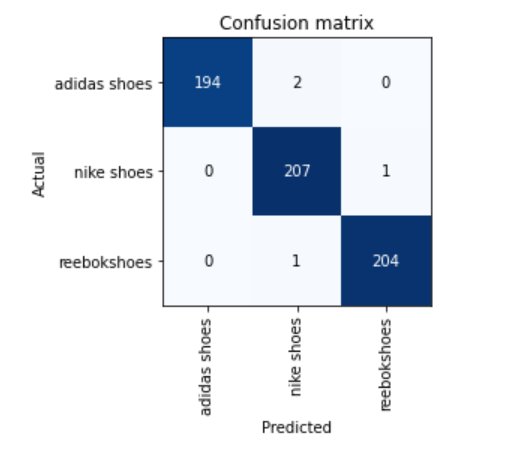 Confusion matrix
Actual
adidas shoes 194 2 0
nike shoes 0 207 1
reebokshoes 0 1 204
adidas shoes
nike shoes
reebokshoes
Predicted